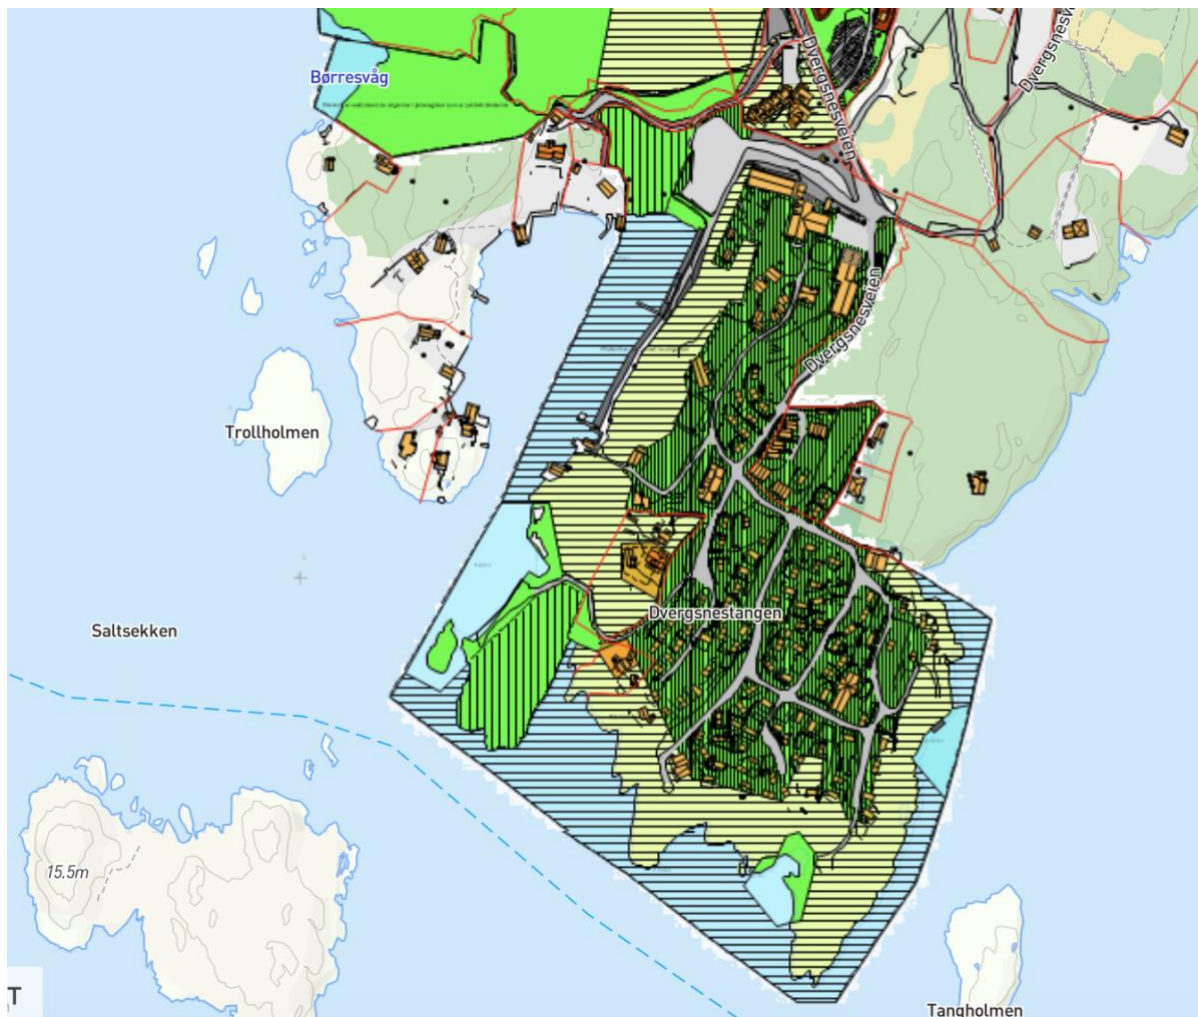 Dvergsnesveien
Dvergsnesv
Børresvåg
Dvergsnesveien
Trollholmen
Dvergsnestangen
Saltsekken
15.5m
T
Tangholmen